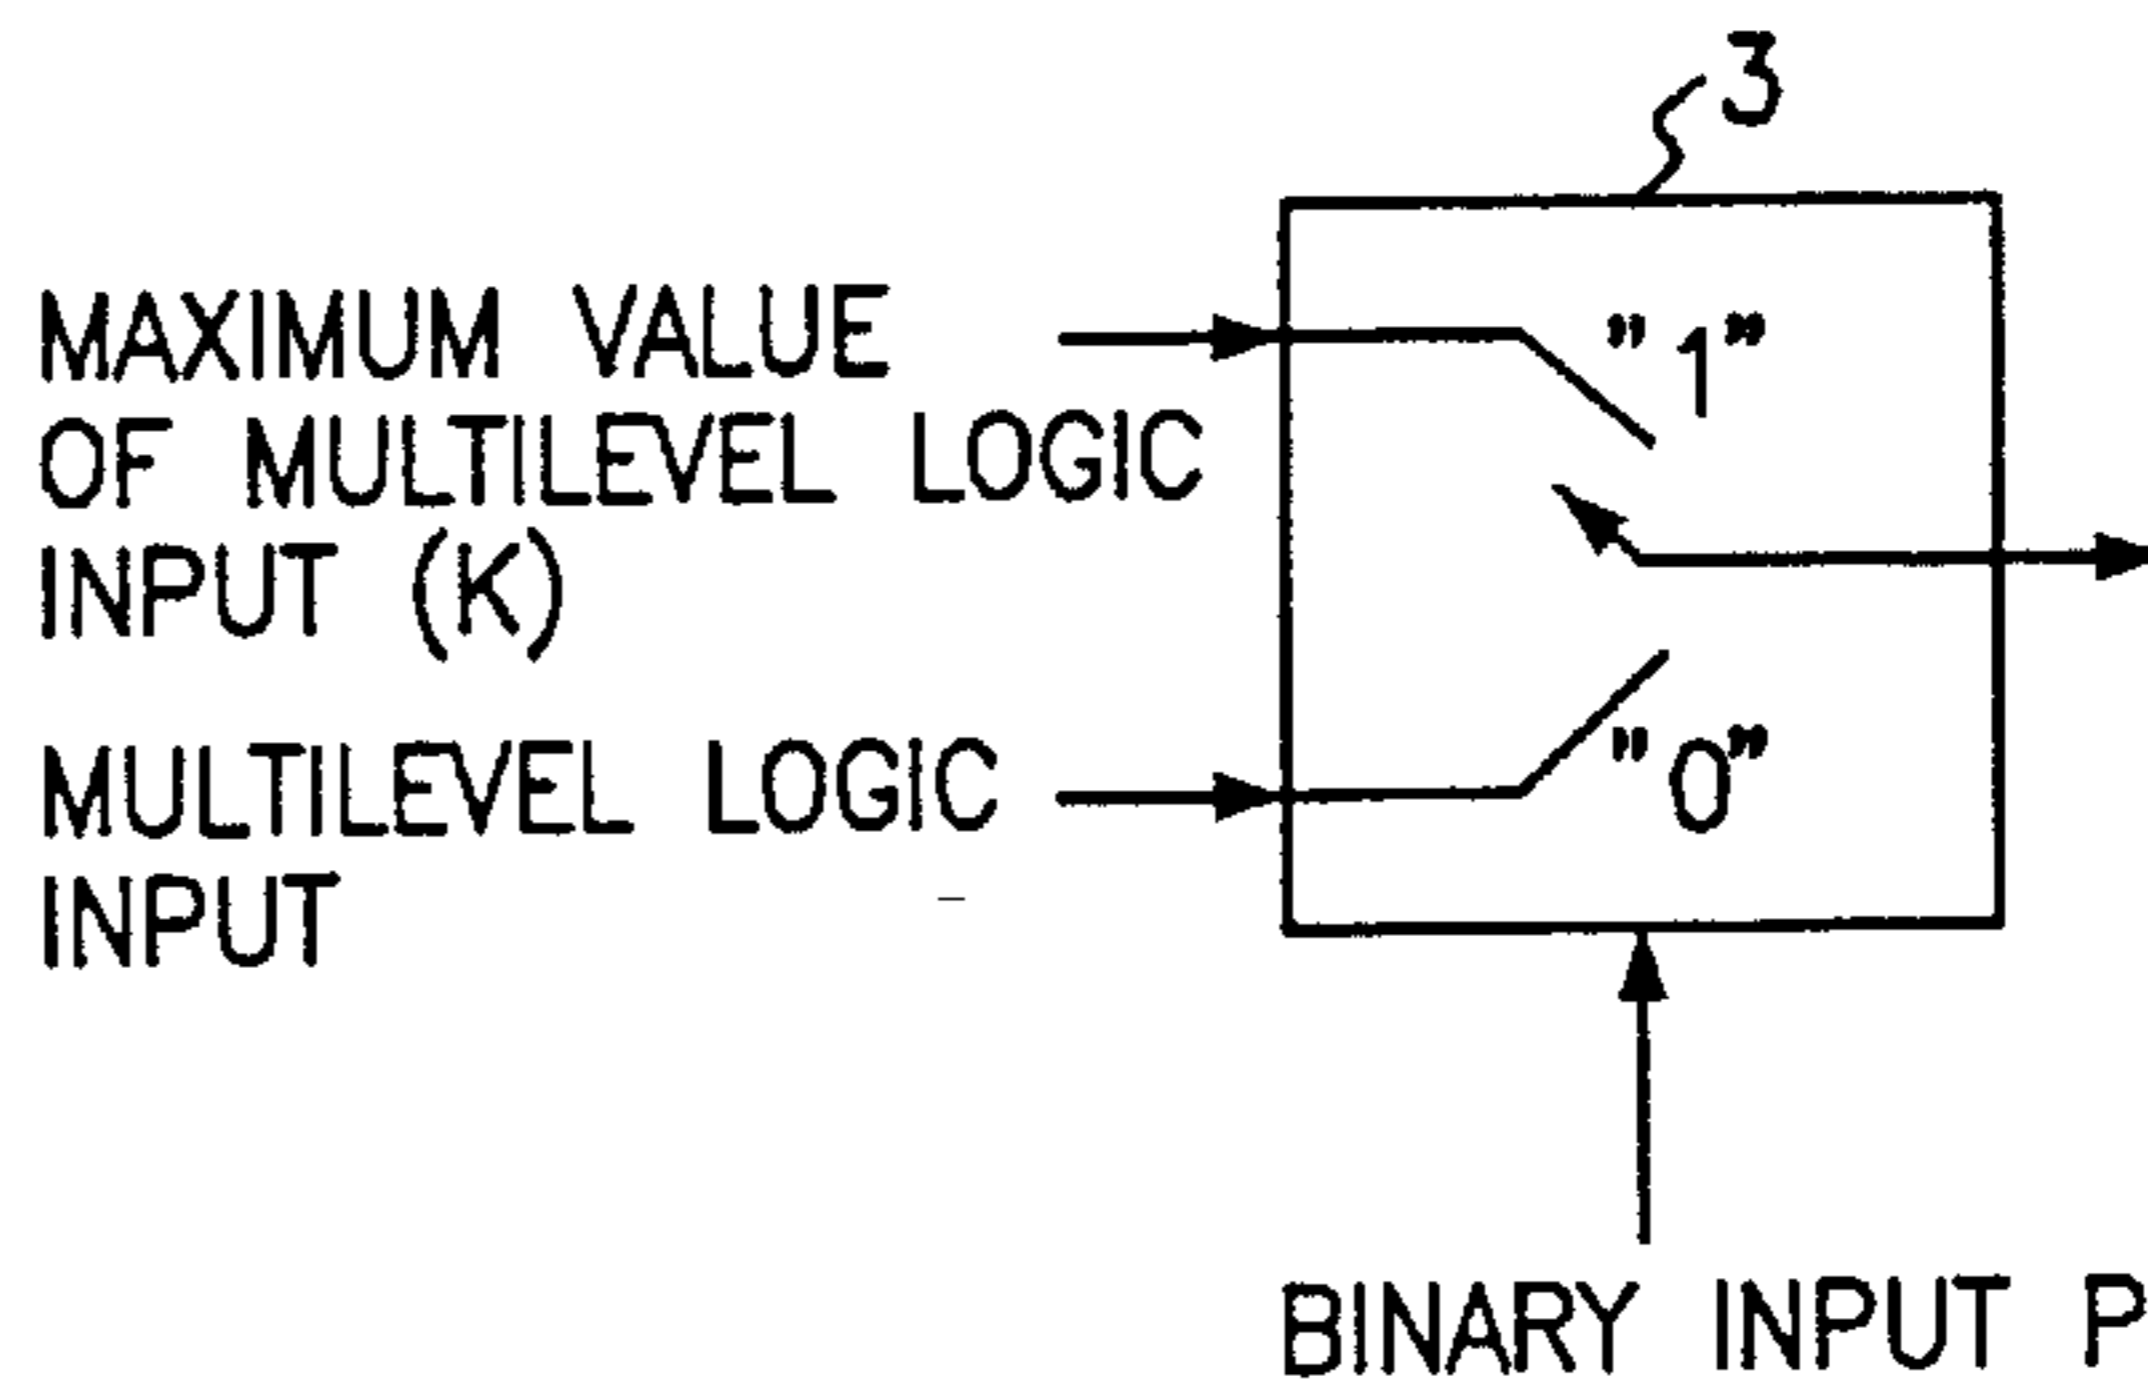 3
MAXIMUM VALUE
OF MULTILEVEL LOGIC
INPUT (K)
"1"
MULTILEVEL LOGIC
INPUT
"0"
BINARY INPUT P